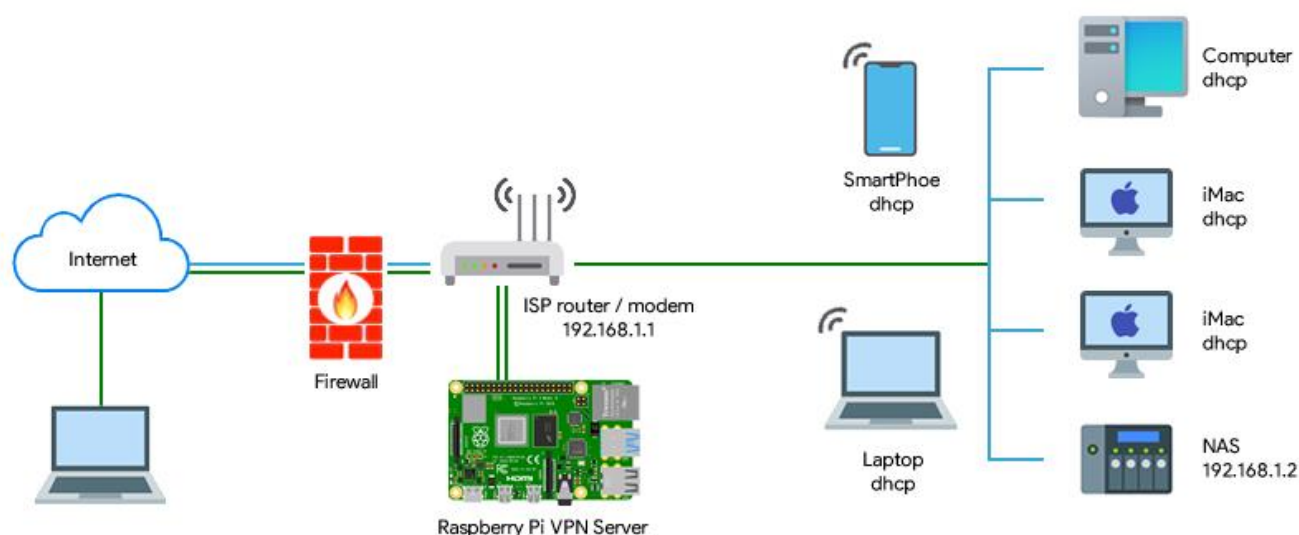 Internet
Firewall
ISP router / modem
192.168.1.1
Raspberry Pi VPN Server
SmartPhoe
dhcp
Laptop
dhcp
Computer
dhcp
iMac
dhcp
iMac
dhcp
NAS
192.168.1.2
HDMI